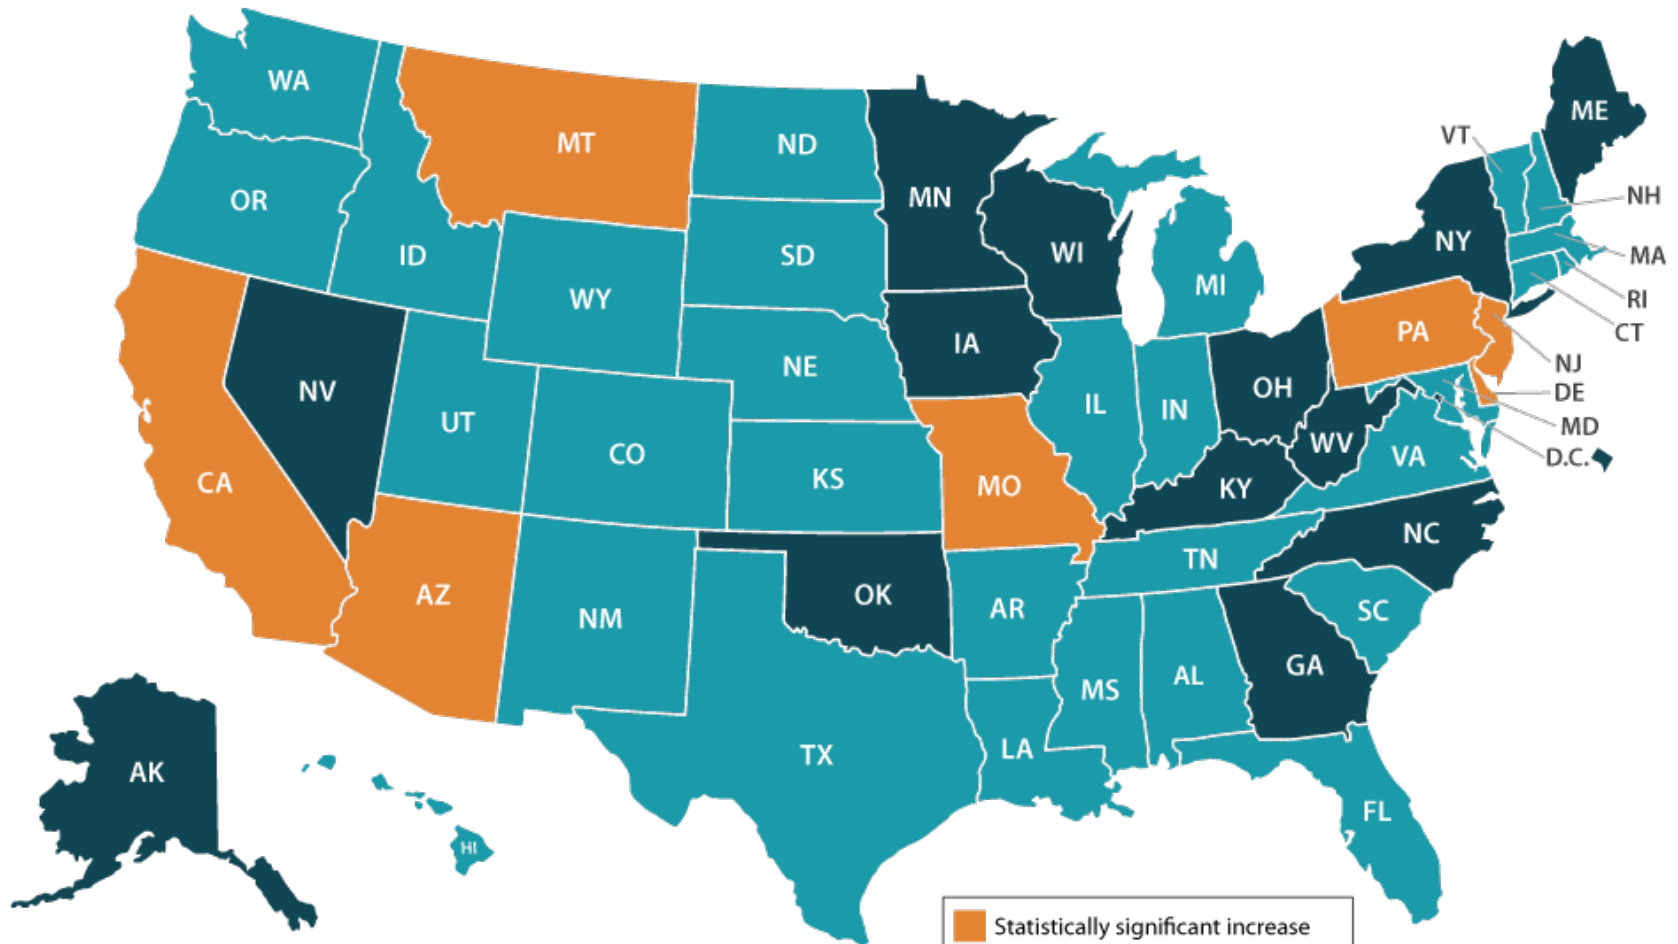 WA
MT
ND
MN
ME
VT
OR
NH
NY
ID
SD
WI
MA
WY
MI
RI
CT
PA
IA
NJ
NE
OH
DE
NV
IL
IN
UT
MD
WV
CO
VA
D.C.
CA
KS
MO
KY
NC
TN
AZ
OK
AR
NM
SC
GA
MS
AL
LA
TX
AK
FL
HI
Statistically significant increase